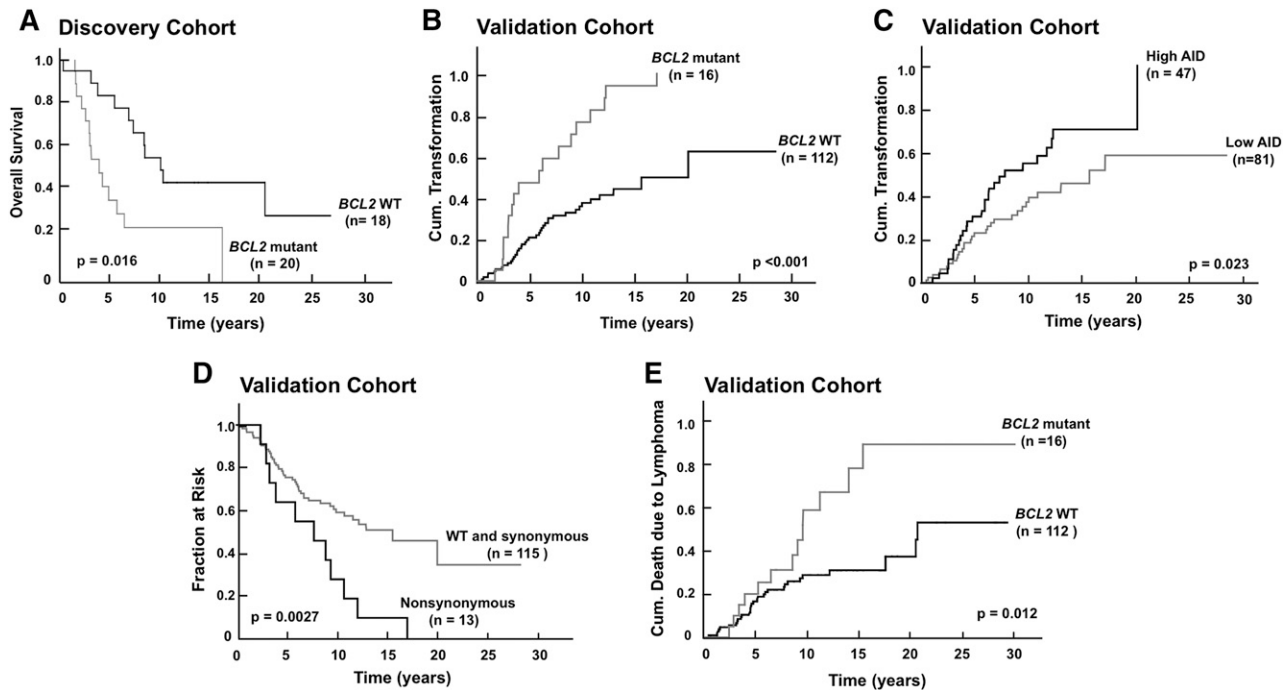 A
Discovery Cohort
Overall Survival
1.0
0.8
0.6
0.4
0.2
0
BCL2 WT
(n= 18)
BCL2 mutant
(n = 20)
p = 0.016
0 5 10 15 20 25 30
Time (years)
B
Validation Cohort
Cum. Transformation
1.0
0.8
0.6
0.4
0.2
0
BCL2 mutant
(n = 16)
BCL2 WT
(n = 112)
p <0.001
0 5 10 15 20 25 30
Time (years)
C
Validation Cohort
Cum. Transformation
1.0
0.8
0.6
0.4
0.2
0
High AID
(n = 47)
Low AID
(n=81)
p = 0.023
0 5 10 15 20 25 30
Time (years)
D
Validation Cohort
Fraction at Risk
1.0
0.8
0.6
0.4
0.2
0
WT and synonymous
(n = 115 )
Nonsynonymous
(n = 13)
p = 0.0027
0 5 10 15 20 25 30
Time (years)
E
Validation Cohort
Cum. Death due to Lymphoma
1.0
0.8
0.6
0.4
0.2
0
BCL2 mutant
(n =16)
BCL2 WT
(n = 112 )
p = 0.012
0 5 10 15 20 25 30
Time (years)